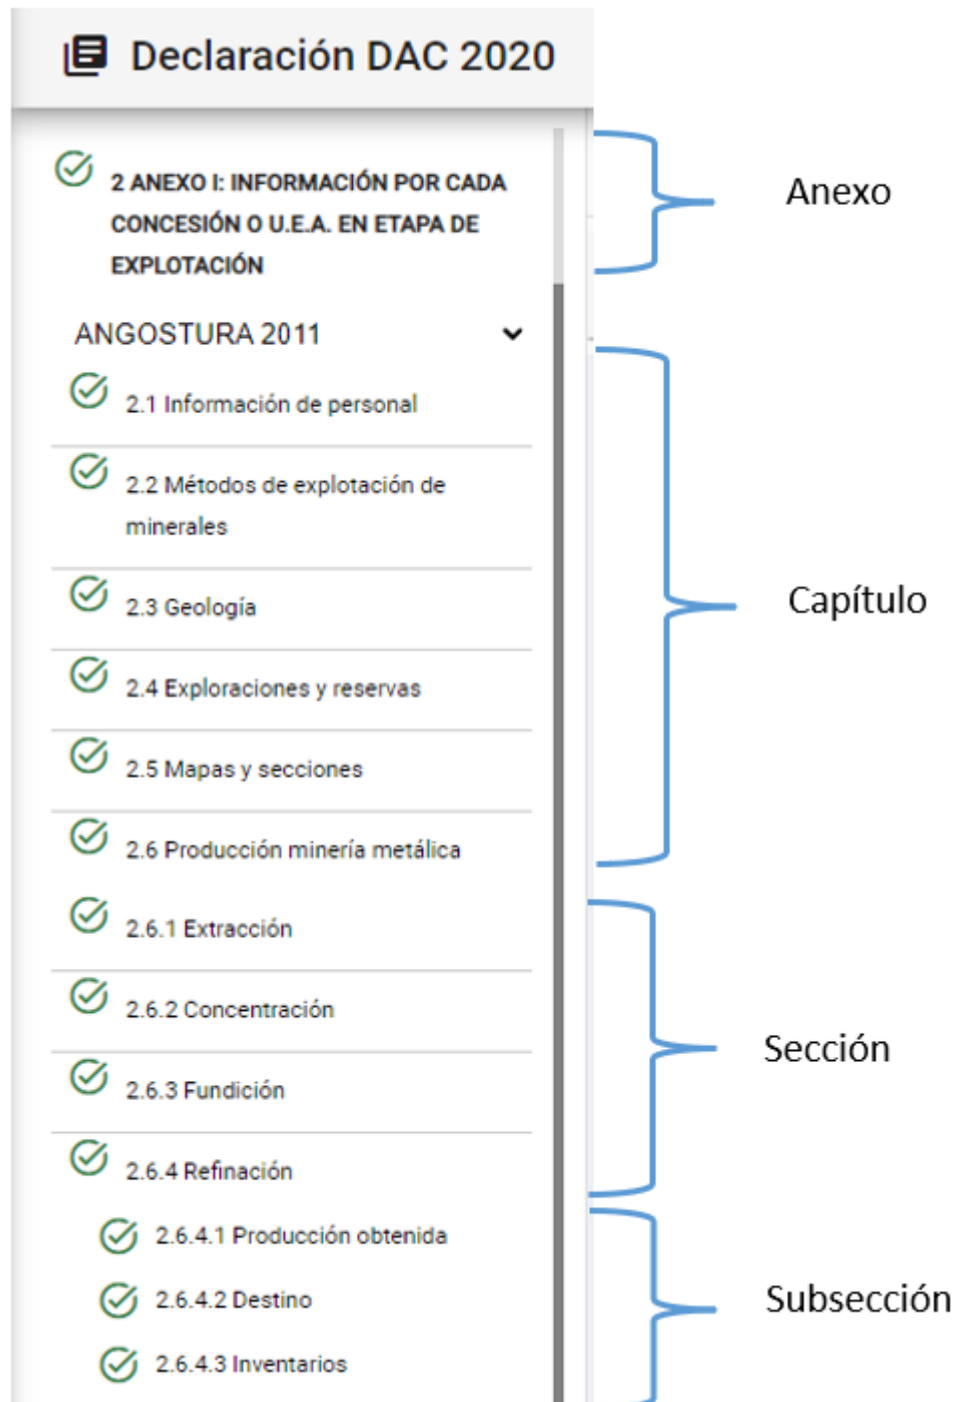 Declaración DAC 2020
2 ANEXO I: INFORMACIÓN POR CADA
CONCESIÓN O U.E.A. EN ETAPA DE
EXPLOTACIÓN
Anexo
ANGOSTURA 2011
2.1 Información de personal
2.2 Métodos de explotación de
minerales
2.3 Geología
Capítulo
2.4 Exploraciones y reservas
2.5 Mapas y secciones
2.6 Producción minería metálica
2.6.1 Extracción
2.6.2 Concentración
Sección
2.6.3 Fundición
2.6.4 Refinación
2.6.4.1 Producción obtenida
2.6.4.2 Destino
Subsección
2.6.4.3 Inventarios